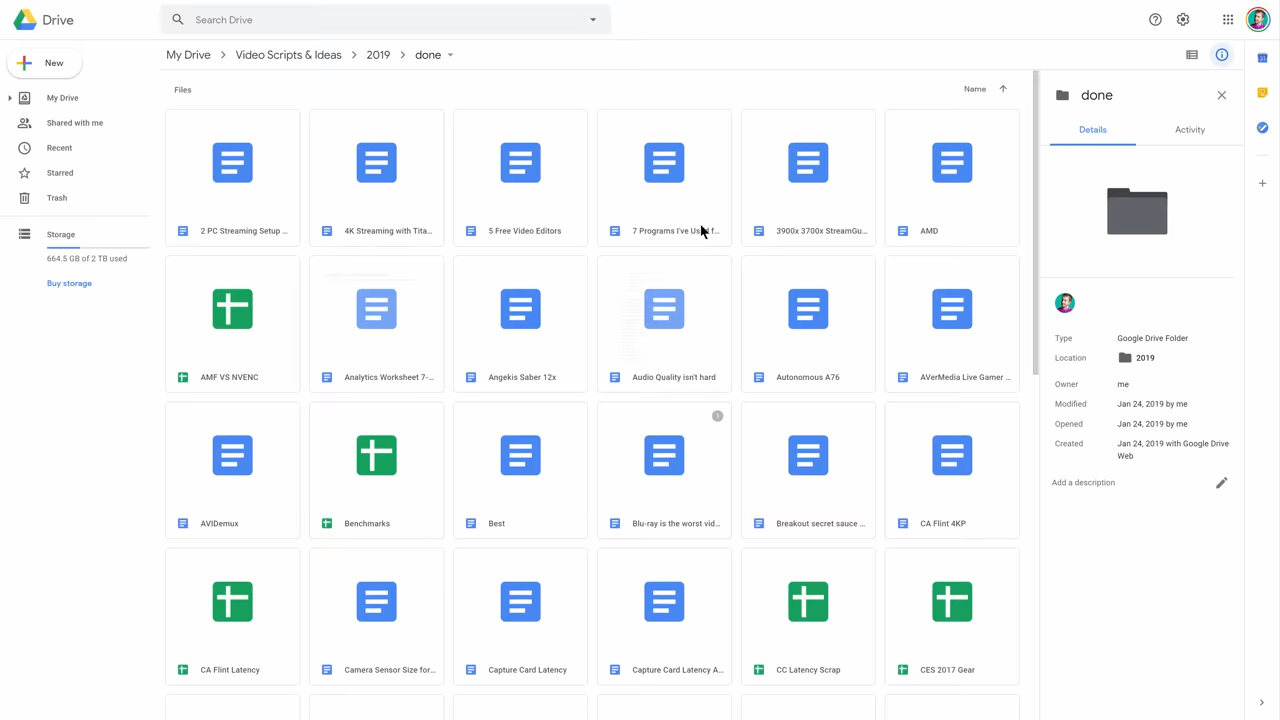 Drive
Search Drive
New
My Drive
Shared with me
Recent
Starred
Trash
Storage
664.5 GB of 2 TB used
Buy storage
My Drive > Video Scripts & Ideas > 2019 > done
Files
Name
2 PC Streaming Setup ...
4K Streaming with Tita...
5 Free Video Editors
7 Programs I've Used f...
3900x 3700x StreamGu...
AMD
AMF VS NVENC
Analytics Worksheet 7-...
Angekis Saber 12x
Audio Quality isn't hard
Autonomous A76
AVerMedia Live Gamer ...
AVIDemux
Benchmarks
Best
Blu-ray is the worst vid...
Breakout secret sauce ...
CA Flint 4KP
CA Flint Latency
Camera Sensor Size for...
Capture Card Latency
Capture Card Latency A...
CC Latency Scrap
CES 2017 Gear
done
Details
Activity
Type Google Drive Folder
Location 2019
Owner me
Modified Jan 24, 2019 by me
Opened Jan 24, 2019 by me
Created Jan 24, 2019 with Google Drive
Web
Add a description